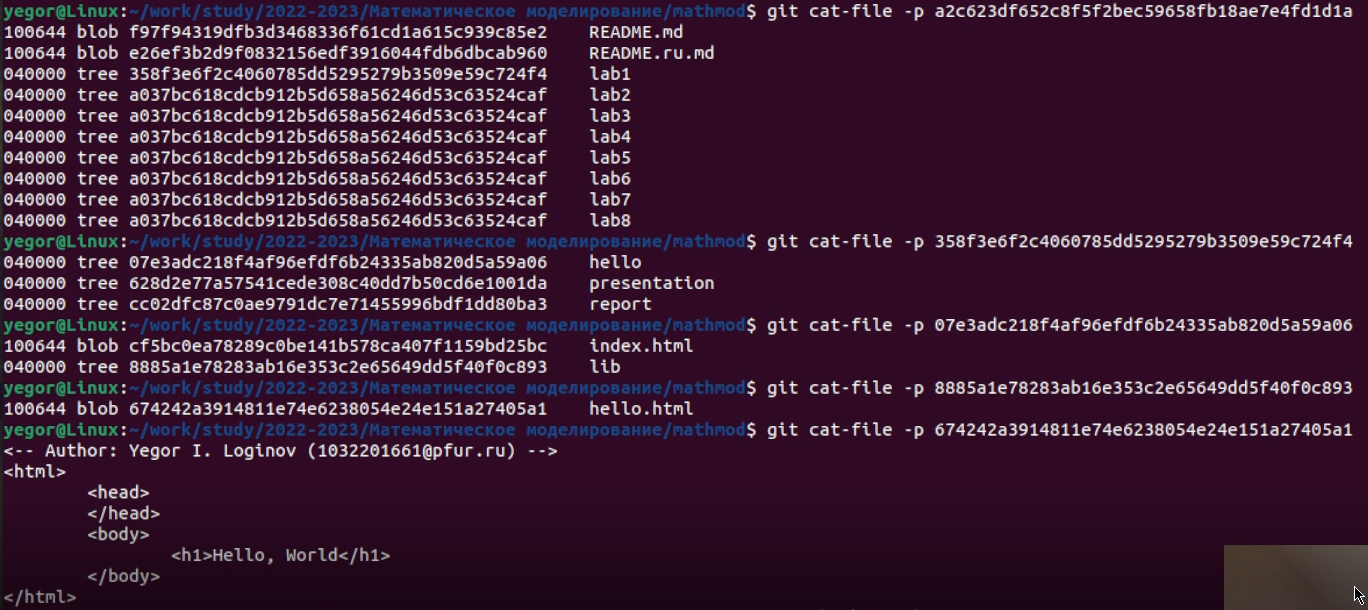 yegor@Linux:~/work/study/2022-2023/Математическое моделирование/mathmod$ git cat-file -p a2c623df652c8f5f2bec59658fb18ae7e4fd1d1a
100644 blob f97f94319dfb3d3468336f61cd1a615c939c85e2    README.md
100644 blob e26ef3b2d9f0832156edf3916044fdb6dbcab960    README.ru.md
040000 tree 358f3e6f2c4060785dd5295279b3509e59c724f4    lab1
040000 tree a037bc618cdcb912b5d658a56246d53c63524caf    lab2
040000 tree a037bc618cdcb912b5d658a56246d53c63524caf    lab3
040000 tree a037bc618cdcb912b5d658a56246d53c63524caf    lab4
040000 tree a037bc618cdcb912b5d658a56246d53c63524caf    lab5
040000 tree a037bc618cdcb912b5d658a56246d53c63524caf    lab6
040000 tree a037bc618cdcb912b5d658a56246d53c63524caf    lab7
040000 tree a037bc618cdcb912b5d658a56246d53c63524caf    lab8
yegor@Linux:~/work/study/2022-2023/Математическое моделирование/mathmod$ git cat-file -p 358f3e6f2c4060785dd5295279b3509e59c724f4
040000 tree 07e3adc218f4af96efdf6b24335ab820d5a59a06    hello
040000 tree 628d2e77a57541cede308c40dd7b50cd6e1001da    presentation
040000 tree cc02dfc87c0ae9791dc7e71455996bdf1dd80ba3    report
yegor@Linux:~/work/study/2022-2023/Математическое моделирование/mathmod$ git cat-file -p 07e3adc218f4af96efdf6b24335ab820d5a59a06
100644 blob cf5bc0ea78289c0be141b578ca407f1159bd25bc    index.html
040000 tree 8885a1e78283ab16e353c2e65649dd5f40f0c893    lib
yegor@Linux:~/work/study/2022-2023/Математическое моделирование/mathmod$ git cat-file -p 8885a1e78283ab16e353c2e65649dd5f40f0c893
100644 blob 674242a3914811e74e6238054e24e151a27405a1    hello.html
yegor@Linux:~/work/study/2022-2023/Математическое моделирование/mathmod$ git cat-file -p 674242a3914811e74e6238054e24e151a27405a1
<-- Author: Yegor I. Loginov (1032201661@pfur.ru) -->
<html>
        <head>
        </head>
        <body>
                <h1>Hello, World</h1>
        </body>
</html>